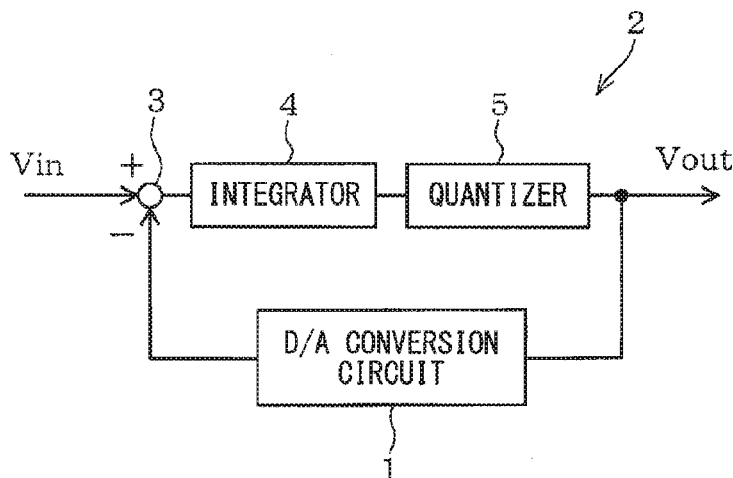 2
3
4
5
Vin
+
INTEGRATOR
QUANTIZER
Vout
−
D/A CONVERSION
CIRCUIT
1